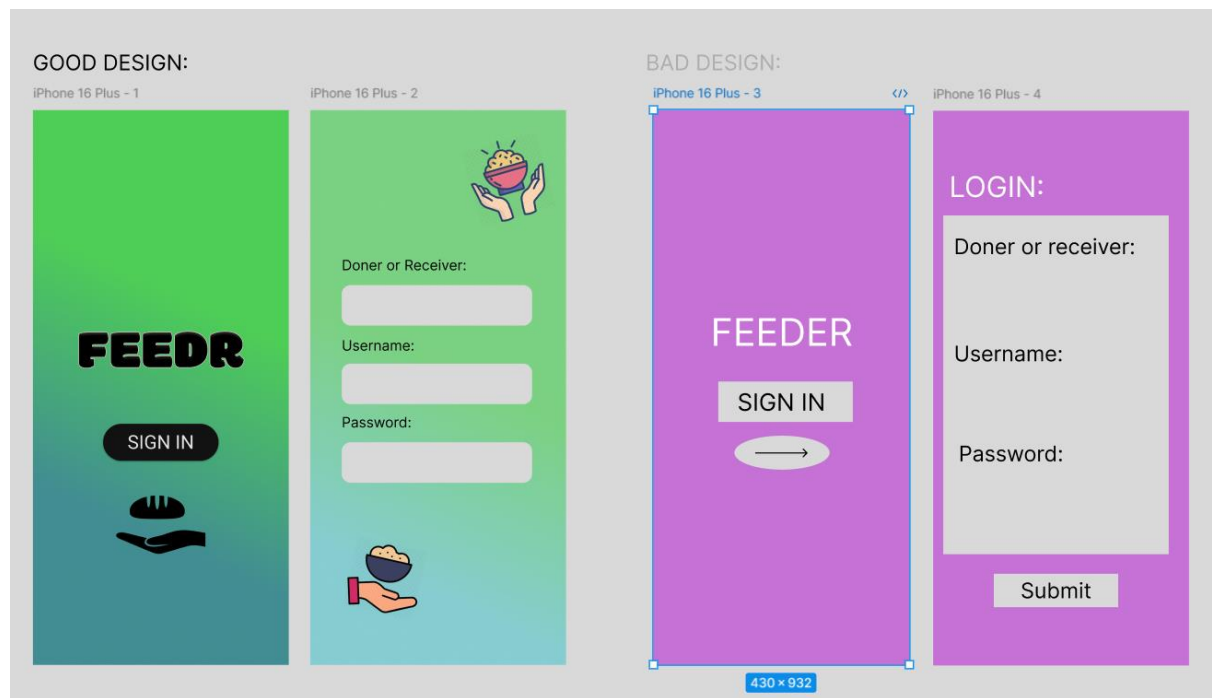 GOOD DESIGN:
iPhone 16 Plus - 1
FEEDR
SIGN IN
iPhone 16 Plus - 2
Doner or Receiver:
Username:
Password:
BAD DESIGN:
iPhone 16 Plus - 3
</>
FEEDER
SIGN IN
430 × 932
iPhone 16 Plus - 4
LOGIN:
Doner or receiver:
Username:
Password:
Submit